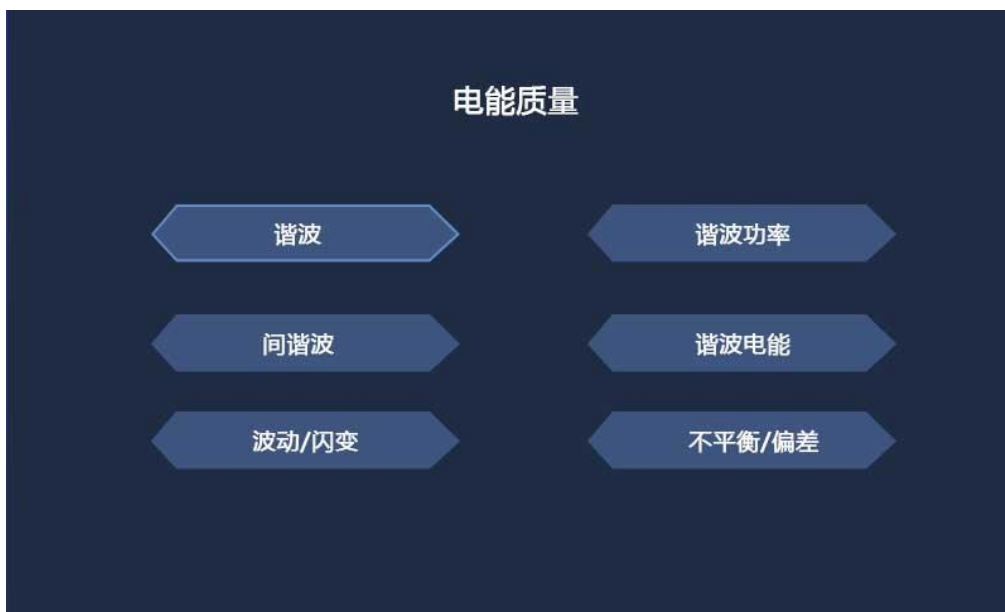 电能质量
谐波
谐波功率
间谐波
谐波电能
波动/闪变
不平衡/偏差